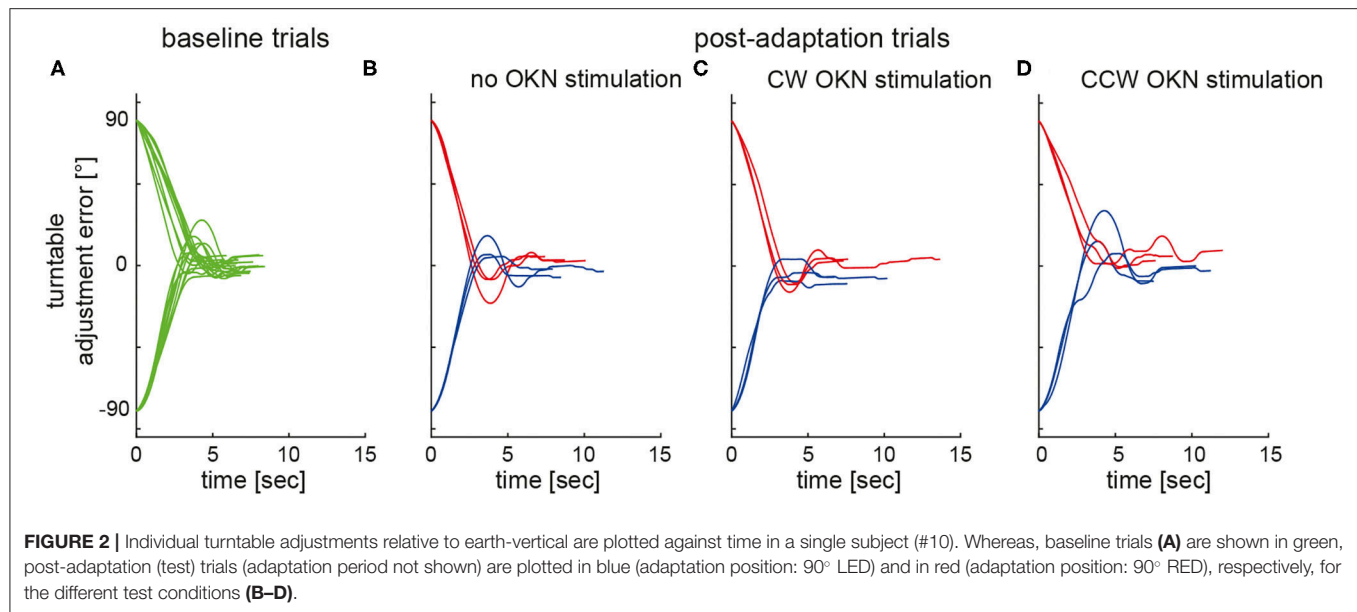 baseline trials
post-adaptation trials
A
B
C
D
no OKN stimulation
CW OKN stimulation
CCW OKN stimulation
90
0
-90
turntable
adjustment error [°]
0 5 10 15
0 5 10 15
0 5 10 15
0 5 10 15
time [sec]
time [sec]
time [sec]
time [sec]
FIGURE 2 | Individual turntable adjustments relative to earth-vertical are plotted against time in a single subject (#10). Whereas, baseline trials (A) are shown in green,
post-adaptation (test) trials (adaptation period not shown) are plotted in blue (adaptation position: 90° LED) and in red (adaptation position: 90° RED), respectively, for
the different test conditions (B–D).